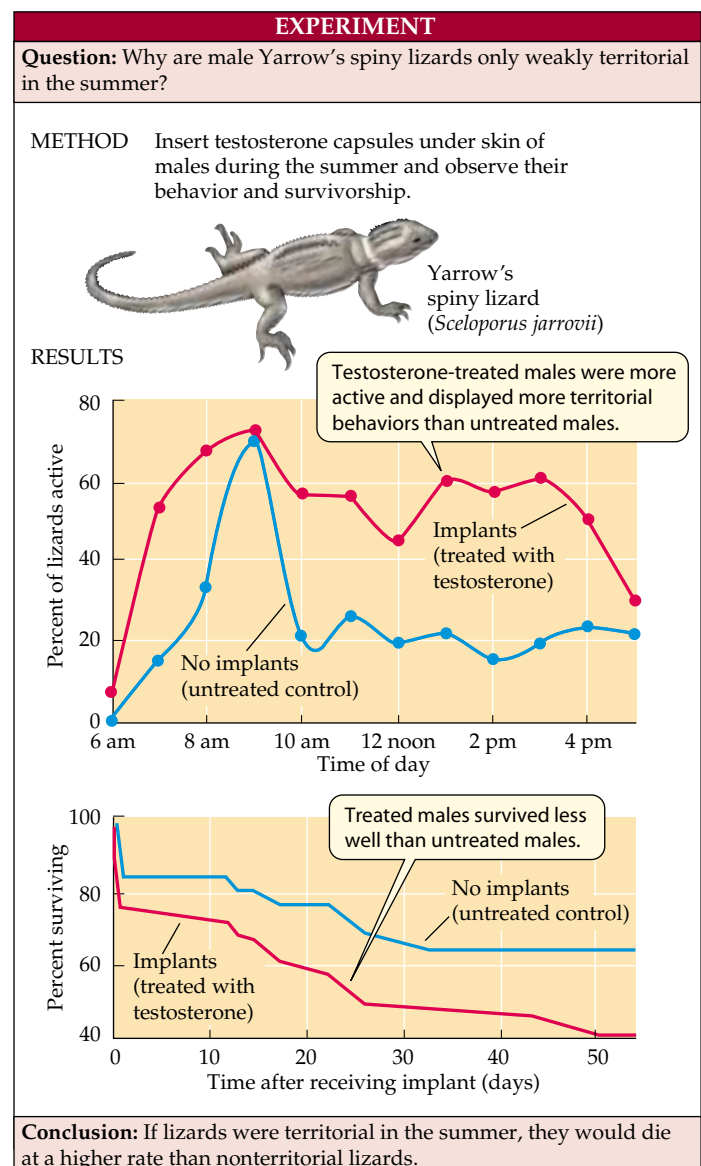 EXPERIMENT
Question: Why are male Yarrow's spiny lizards only weakly territorial
in the summer?
METHOD Insert testosterone capsules under skin of
males during the summer and observe their
behavior and survivorship.
Yarrow's
spiny lizard
(Sceloporus jarrovii)
RESULTS
Testosterone-treated males were more
active and displayed more territorial
behaviors than untreated males.
80
60
40
20
0
Percent of lizards active
Implants
(treated with
testosterone)
No implants
(untreated control)
6 am 8 am 10 am 12 noon 2 pm 4 pm
Time of day
100
80
60
40
Percent surviving
Treated males survived less
well than untreated males.
No implants
(untreated control)
Implants
(treated with
testosterone)
0 10 20 30 40 50
Time after receiving implant (days)
Conclusion: If lizards were territorial in the summer, they would die
at a higher rate than nonterritorial lizards.